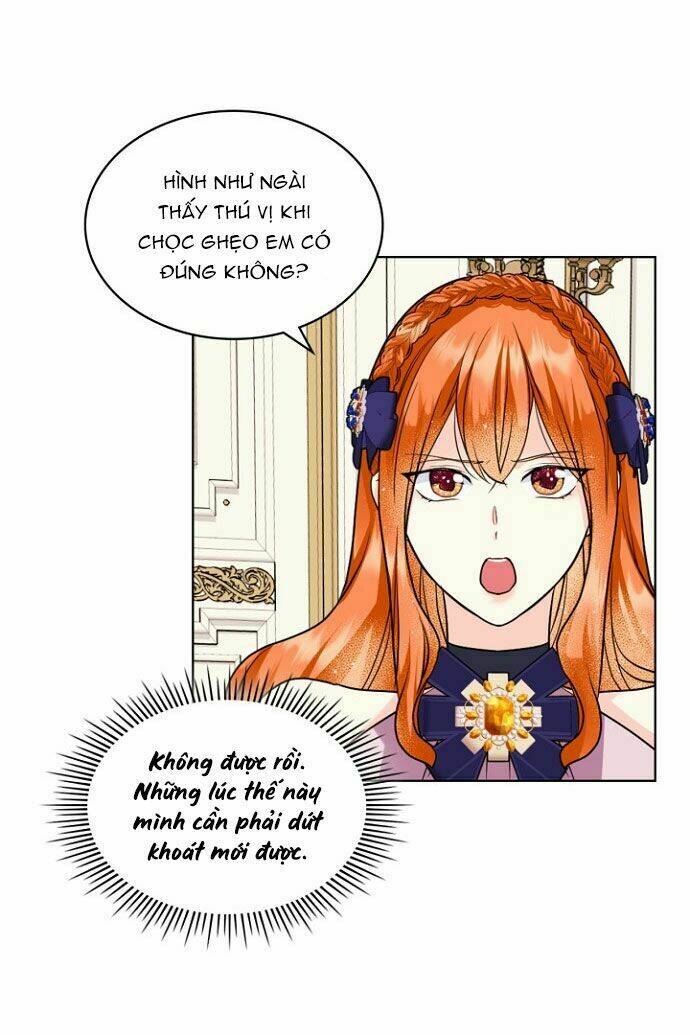 HÌNH NHƯ NGÀI
THẤY THÚ VỊ KHI
CHỌC GHẸO EM CÓ
ĐÚNG KHÔNG?
Không được rồi.
Những lúc thế này
mình cần phải dứt
khoát mới được.